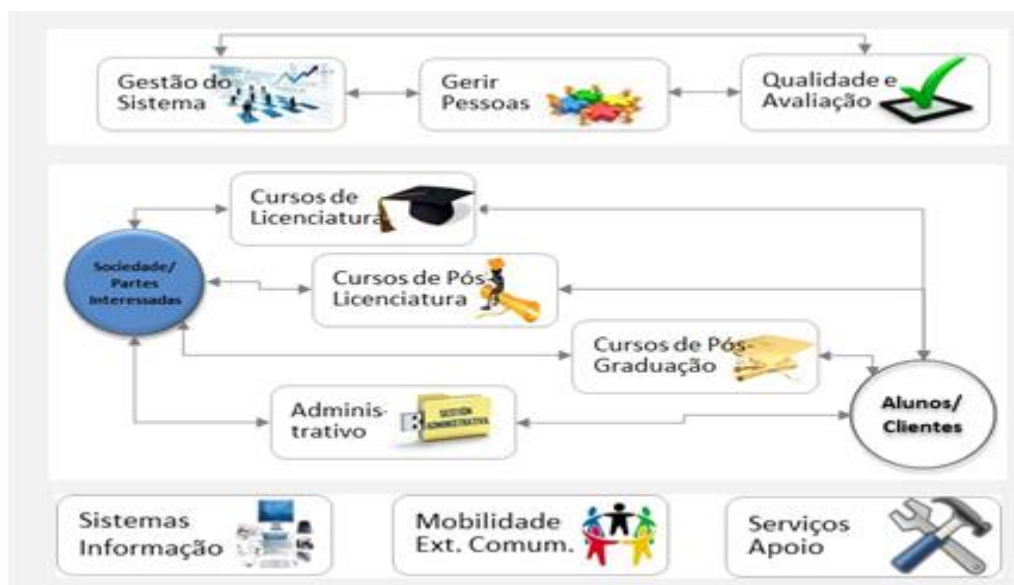 Gestão do
Sistema
Gerir
Pessoas
Qualidade e
Avaliação
Cursos de
Licenciatura
Sociedade/
Partes
Interessadas
Cursos de Pós-
Licenciatura
Cursos de Pós-
Graduação
Adminis-
trativo
GESTIÓN
ADMINISTRATIVA
Alunos/
Clientes
Sistemas
Informação
Mobilidade
Ext. Comum.
Serviços
Apoio